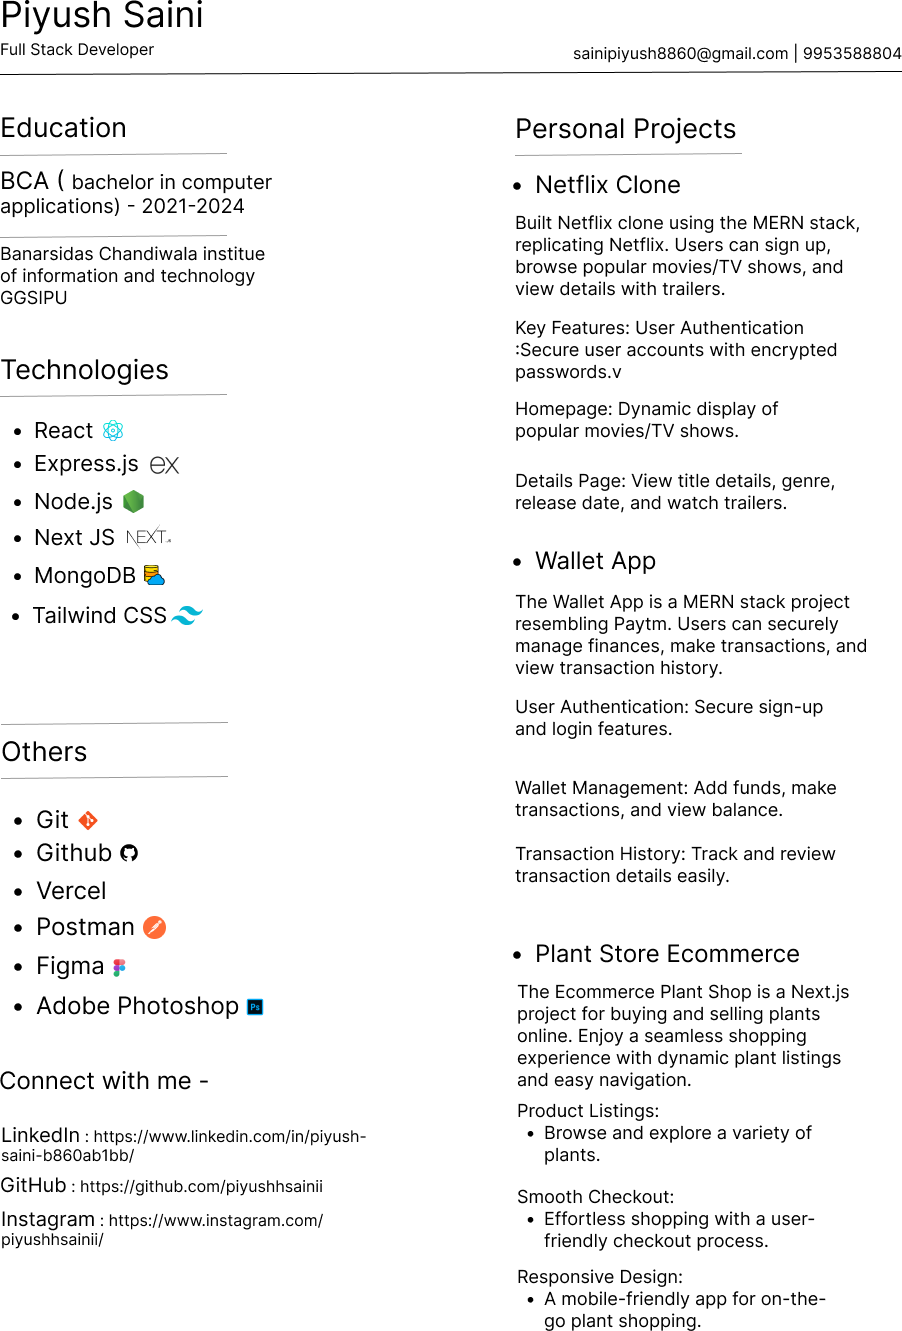 Piyush Saini
Full Stack Developer
sainipiyush8860@gmail.com | 9953588804
Education
BCA ( bachelor in computer
applications) - 2021-2024
Banarsidas Chandiwala institue
of information and technology
GGSIPU
Technologies
• React
• Express.js
• Node.js
• Next JS NEXT.JS
• MongoDB
• Tailwind CSS
Others
• Git
• Github
• Vercel
• Postman
• Figma
• Adobe Photoshop Ps
Connect with me -
LinkedIn : https://www.linkedin.com/in/piyush-
saini-b860ab1bb/
GitHub : https://github.com/piyushhsainii
Instagram : https://www.instagram.com/
piyushhsainii/
Personal Projects
• Netflix Clone
Built Netflix clone using the MERN stack,
replicating Netflix. Users can sign up,
browse popular movies/TV shows, and
view details with trailers.
Key Features: User Authentication
:Secure user accounts with encrypted
passwords.v
Homepage: Dynamic display of
popular movies/TV shows.
Details Page: View title details, genre,
release date, and watch trailers.
• Wallet App
The Wallet App is a MERN stack project
resembling Paytm. Users can securely
manage finances, make transactions, and
view transaction history.
User Authentication: Secure sign-up
and login features.
Wallet Management: Add funds, make
transactions, and view balance.
Transaction History: Track and review
transaction details easily.
• Plant Store Ecommerce
The Ecommerce Plant Shop is a Next.js
project for buying and selling plants
online. Enjoy a seamless shopping
experience with dynamic plant listings
and easy navigation.
Product Listings:
• Browse and explore a variety of
plants.
Smooth Checkout:
• Effortless shopping with a user-
friendly checkout process.
Responsive Design:
• A mobile-friendly app for on-the-
go plant shopping.